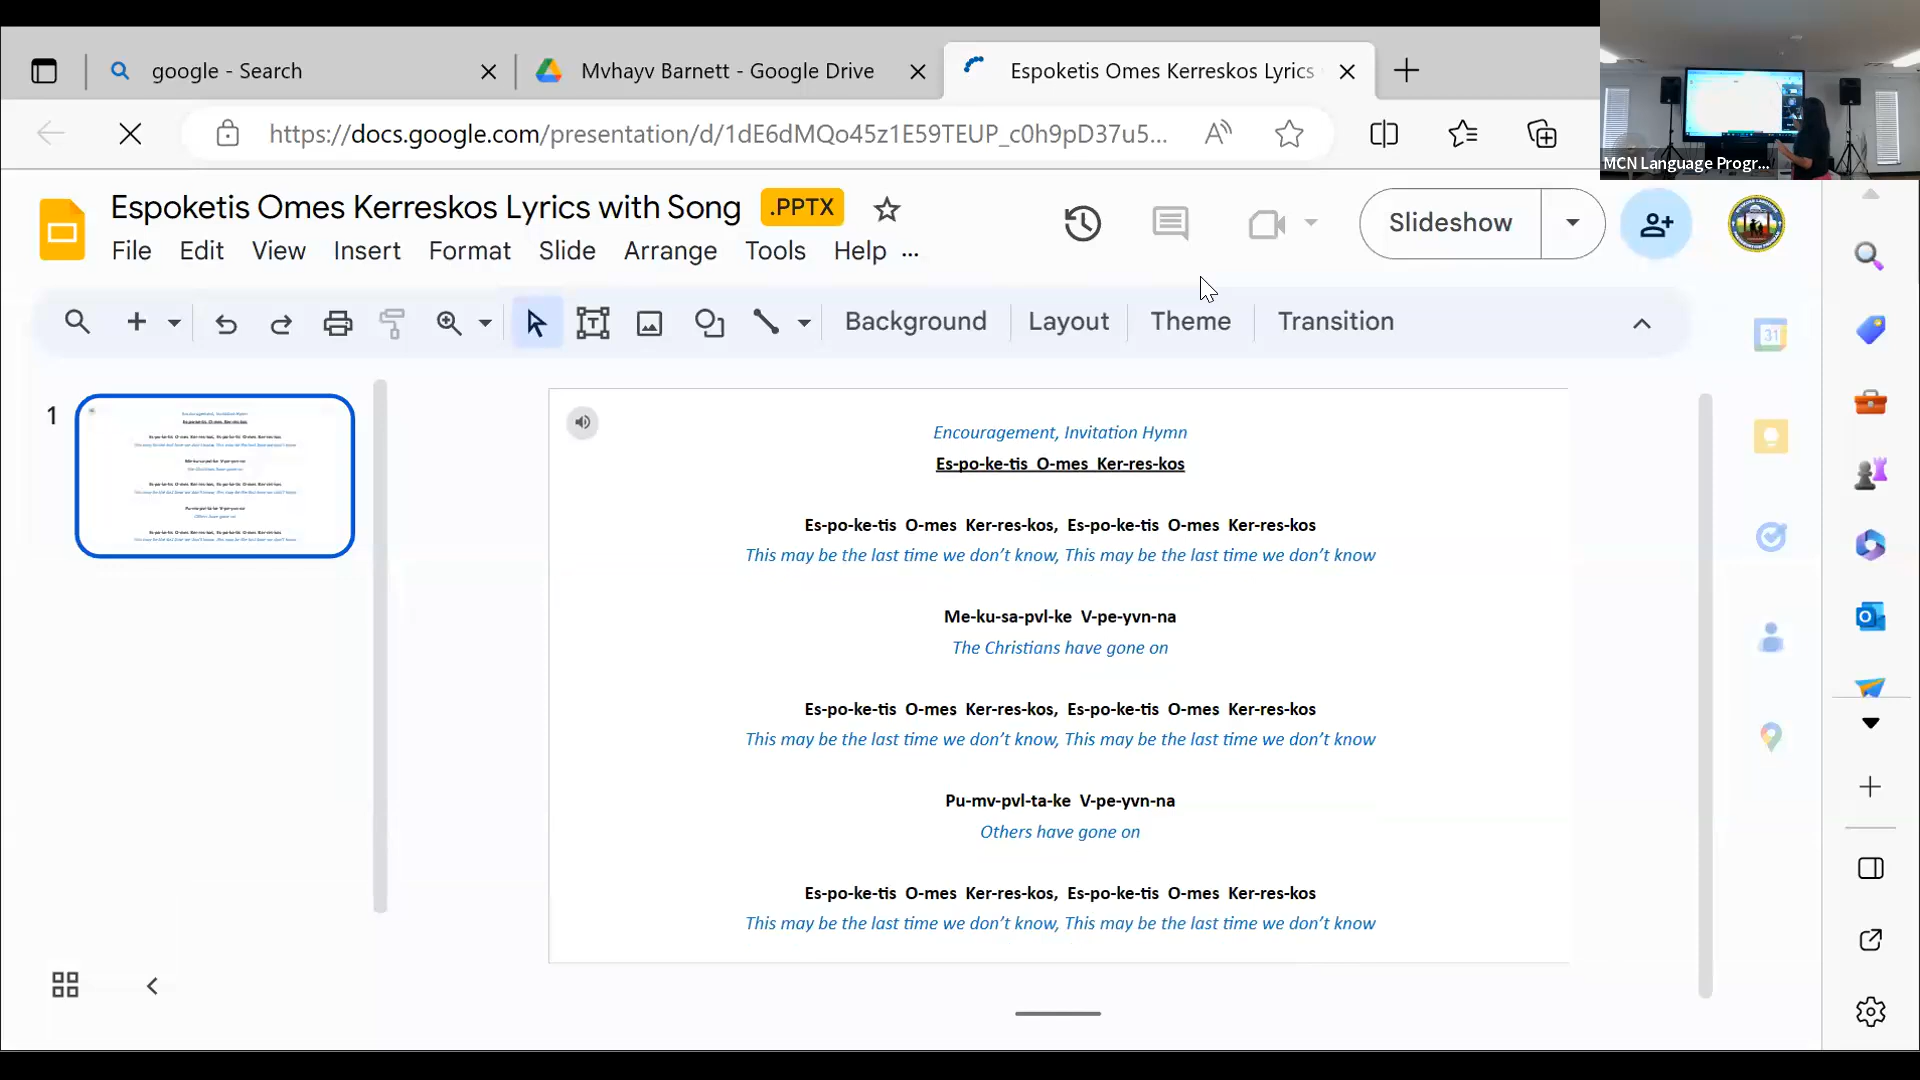 google - Search
Mvhayv Barnett - Google Drive
Espoketis Omes Kerreskos Lyrics
https://docs.google.com/presentation/d/1dE6dMQo45z1E59TEUP_c0h9pD37u5...
MCN Language Progr...
Espoketis Omes Kerreskos Lyrics with Song .PPTX
File Edit View Insert Format Slide Arrange Tools Help ...
Slideshow
Background Layout Theme Transition
31
1
Encouragement, Invitation Hymn
Es-po-ke-tis O-mes Ker-res-kos
Es-po-ke-tis O-mes Ker-res-kos, Es-po-ke-tis O-mes Ker-res-kos
This may be the last time we don’t know, This may be the last time we don’t know
Me-ku-sa-pvl-ke V-pe-yvn-na
The Christians have gone on
Es-po-ke-tis O-mes Ker-res-kos, Es-po-ke-tis O-mes Ker-res-kos
This may be the last time we don’t know, This may be the last time we don’t know
Pu-mv-pvl-ta-ke V-pe-yvn-na
Others have gone on
Es-po-ke-tis O-mes Ker-res-kos, Es-po-ke-tis O-mes Ker-res-kos
This may be the last time we don’t know, This may be the last time we don’t know